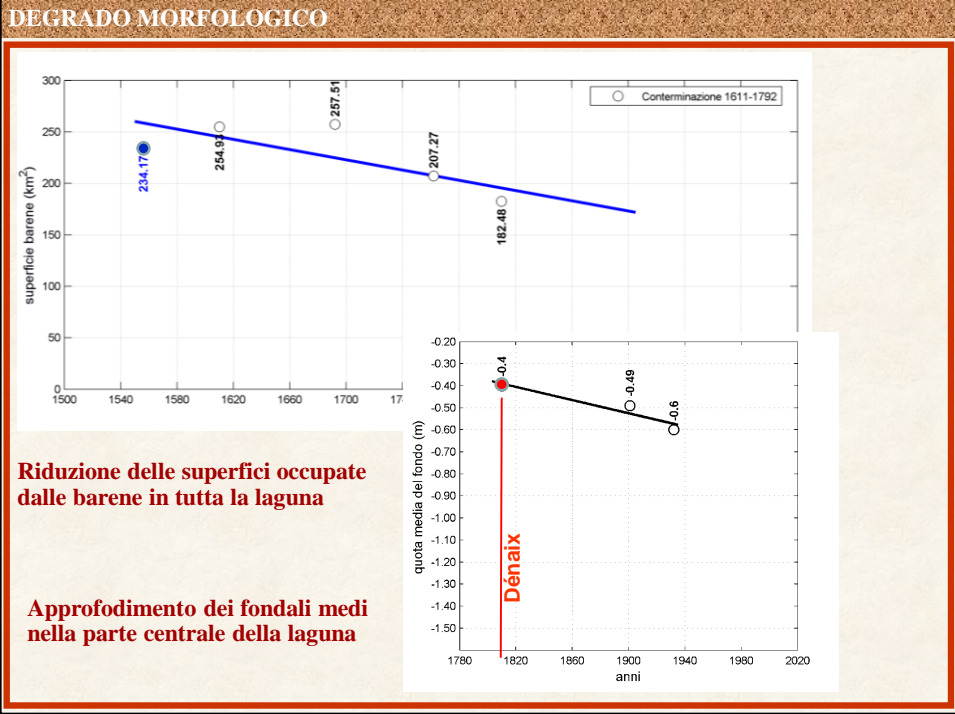 DEGRADO MORFOLOGICO
300
250
200
150
100
50
0
superficie barene (km2)
Conterminazione 1611-1792
234.17
254.93
257.51
207.27
182.48
1500 1540 1580 1620 1660 1700 17
-0.20
-0.30
-0.40
-0.50
-0.60
-0.70
-0.80
-0.90
-1.00
-1.10
-1.20
-1.30
-1.40
-1.50
quota media del fondo (m)
-0.4
-0.49
-0.6
Dénaix
1780 1820 1860 1900 1940 1980 2020
anni
Riduzione delle superfici occupate
dalle barene in tutta la laguna
Approfodimento dei fondali medi
nella parte centrale della laguna